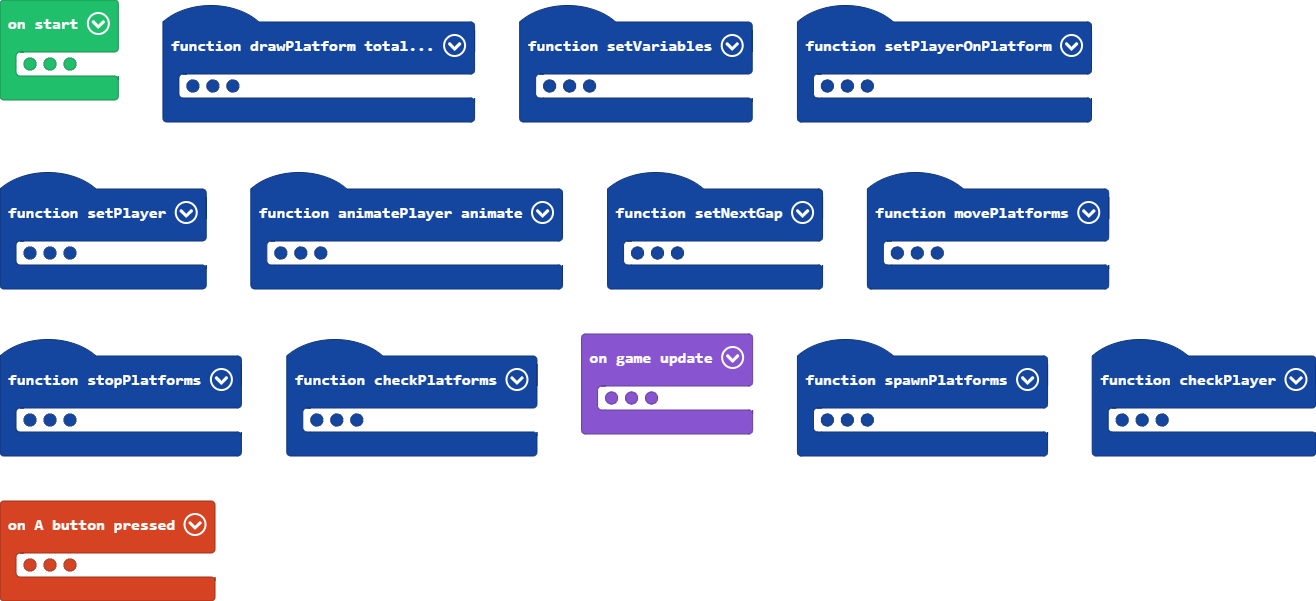 on start
function drawPlatform total...
function setVariables
function setPlayerOnPlatform
function setPlayer
function animatePlayer animate
function setNextGap
function movePlatforms
function stopPlatforms
function checkPlatforms
on game update
function spawnPlatforms
function checkPlayer
on A button pressed